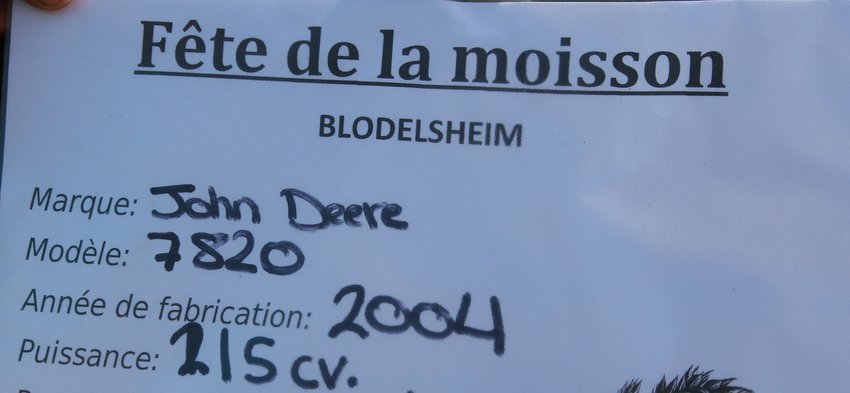 Fête de la moisson
BLODELSHEIM
Marque: John Deere
Modèle: 7820
Année de fabrication: 2004
Puissance: 215 cv.